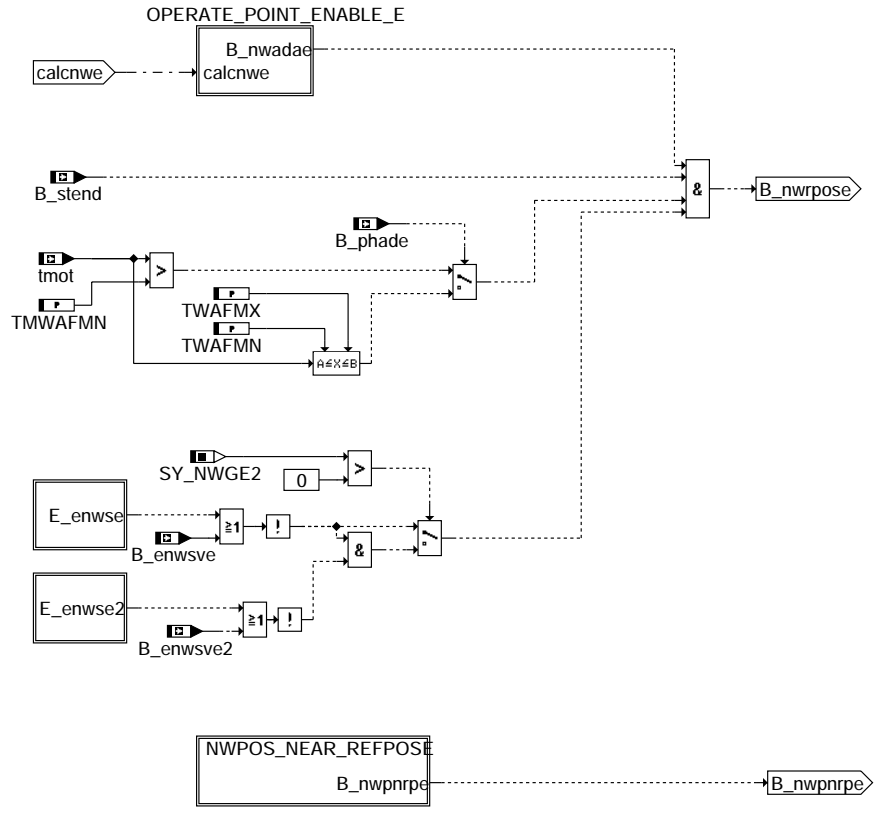 OPERATE_POINT_ENABLE_E
B_nwadae
calcnwe
calcnwe
B_stend
&
B_nwrpose
B_phade
tmot
>
TMWAFMN
P
TWAFMX
P
TWAFMN
P
A≤X≤B
SY_NWGE2
>
0
E_enwse
B_enwsve
≧1
!
&
E_enwse2
B_enwsve2
≧1
!
NWPOS_NEAR_REFPOSE
B_nwpnrpe
B_nwpnrpe